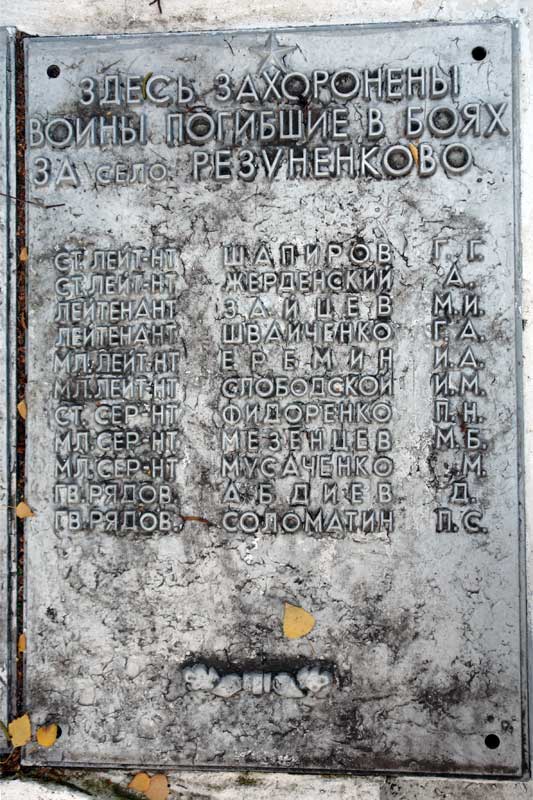 ЗДЕСЬ ЗАХОРОНЕНЫ
ВОИНЫ ПОГИБШИЕ В БОЯХ
ЗА СЕЛО РЕЗУНЕНКОВО
СТ. ЛЕЙТ-НТ ШАПИРОВ Г. Г.
СТ. ЛЕЙТ-НТ ЖЕРДЕНСКИЙ А.
ЛЕЙТЕНАНТ ЗАЙЦЕВ М.И.
ЛЕЙТЕНАНТ ШВАЙЧЕНКО Г.А.
МЛ. ЛЕЙТ-НТ ЕРЕМИН И.А.
МЛ. ЛЕЙТ-НТ СЛОБОДСКОЙ И.М.
СТ. СЕР-НТ ФИДОРЕНКО П.Н.
МЛ. СЕР-НТ МЕЗЕНЦЕВ М.Б.
МЛ. СЕР-НТ МУСАЧЕНКО М.
ГВ. РЯДОВ. АБДИЕВ Д.
ГВ. РЯДОВ. СОЛОМАТИН П.С.